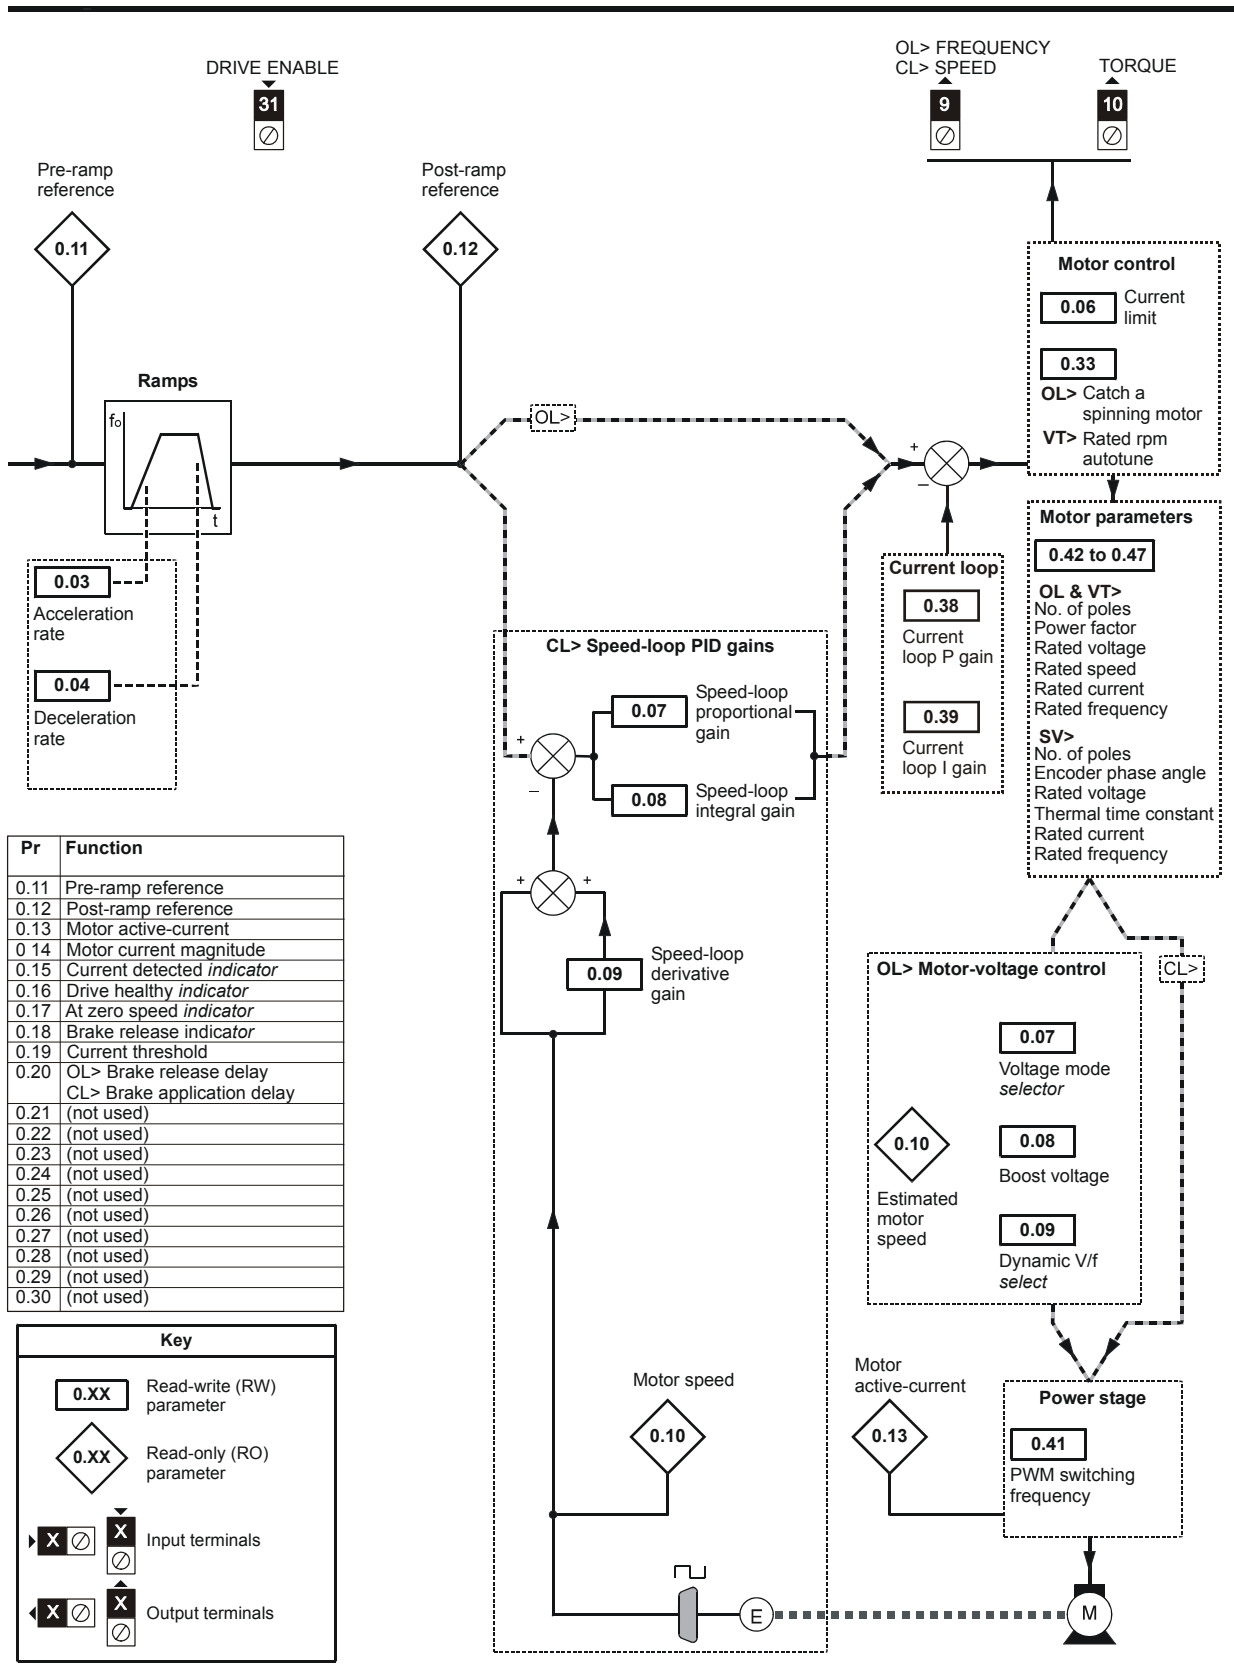 DRIVE ENABLE
31
OL> FREQUENCY
CL> SPEED
9
TORQUE
10
Pre-ramp
reference
0.11
Post-ramp
reference
0.12
Ramps
fo
t
0.03
Acceleration
rate
0.04
Deceleration
rate
OL>
+
−
Motor control
0.06
Current
limit
0.33
OL> Catch a
spinning motor
VT> Rated rpm
autotune
Motor parameters
0.42 to 0.47
OL & VT>
No. of poles
Power factor
Rated voltage
Rated speed
Rated current
Rated frequency
SV>
No. of poles
Encoder phase angle
Rated voltage
Thermal time constant
Rated current
Rated frequency
Current loop
0.38
Current
loop P gain
0.39
Current
loop I gain
CL> Speed-loop PID gains
+
−
0.07
Speed-loop
proportional
gain
0.08
Speed-loop
integral gain
+
+
0.09
Speed-loop
derivative
gain
Pr Function
0.11 Pre-ramp reference
0.12 Post-ramp reference
0.13 Motor active-current
0 14 Motor current magnitude
0.15 Current detected indicator
0.16 Drive healthy indicator
0.17 At zero speed indicator
0.18 Brake release indicator
0.19 Current threshold
0.20 OL> Brake release delay
CL> Brake application delay
0.21 (not used)
0.22 (not used)
0.23 (not used)
0.24 (not used)
0.25 (not used)
0.26 (not used)
0.27 (not used)
0.28 (not used)
0.29 (not used)
0.30 (not used)
OL> Motor-voltage control
CL>
0.07
Voltage mode
selector
0.10
Estimated
motor
speed
0.08
Boost voltage
0.09
Dynamic V/f
select
Key
0.XX
Read-write (RW)
parameter
0.XX
Read-only (RO)
parameter
X
X
Input terminals
X
X
Output terminals
Motor speed
0.10
Motor
active-current
0.13
Power stage
0.41
PWM switching
frequency
E
M